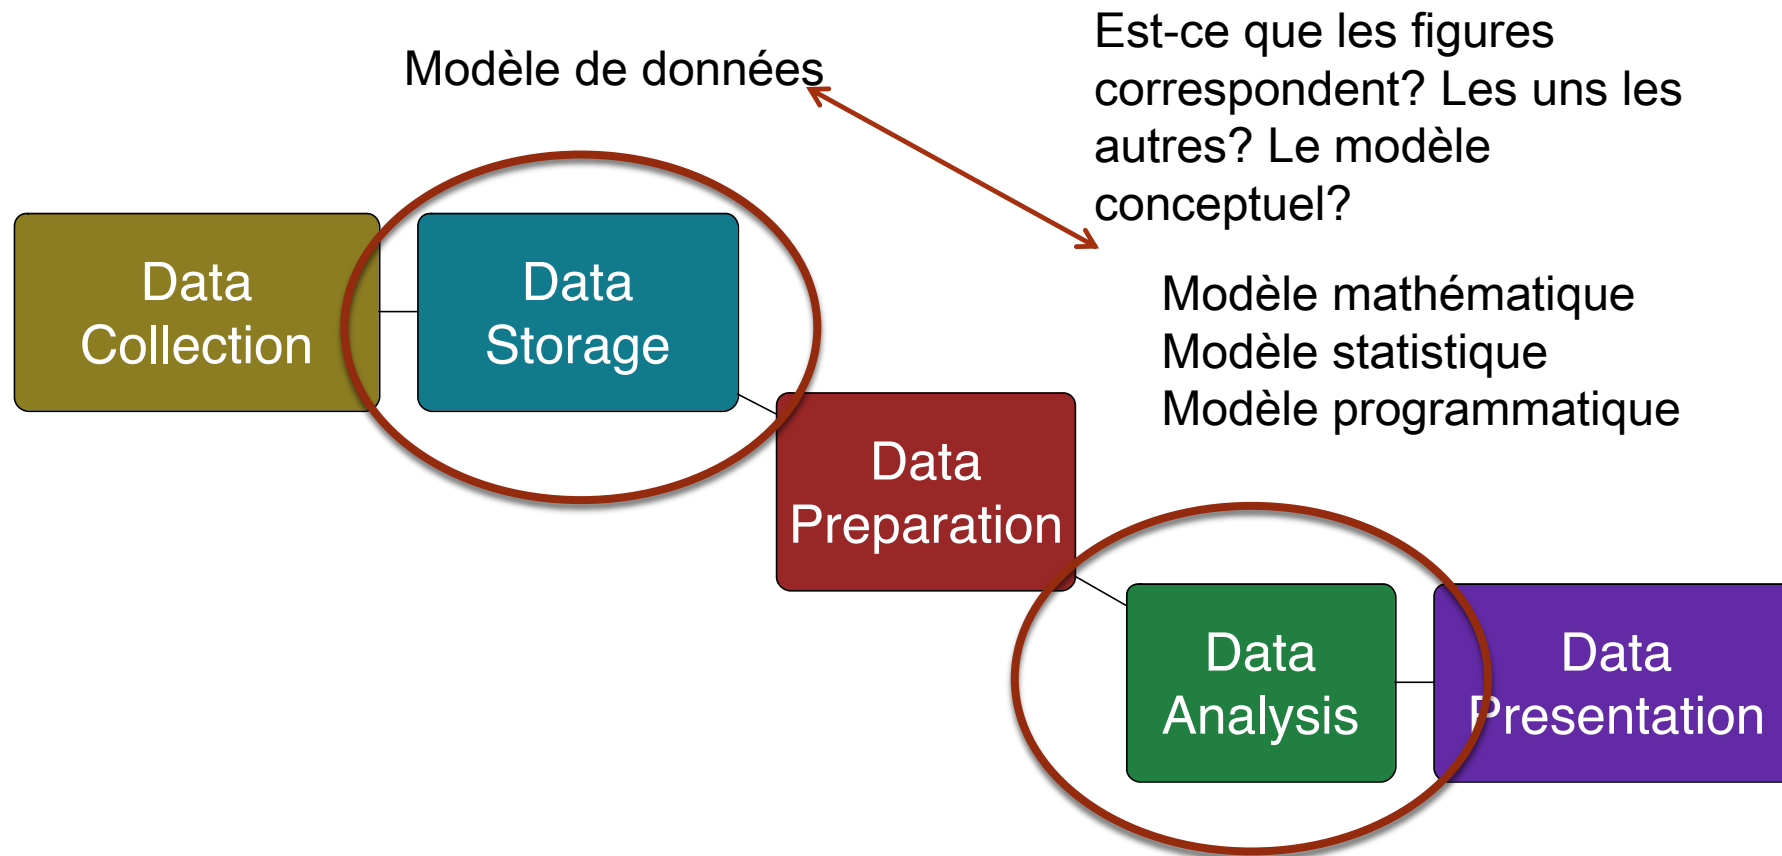 Modèle de données
Est-ce que les figures
correspondent? Les uns les
autres? Le modèle
conceptuel?
Modèle mathématique
Modèle statistique
Modèle programmatique
Data
Collection
Data
Storage
Data
Preparation
Data
Analysis
Data
Presentation